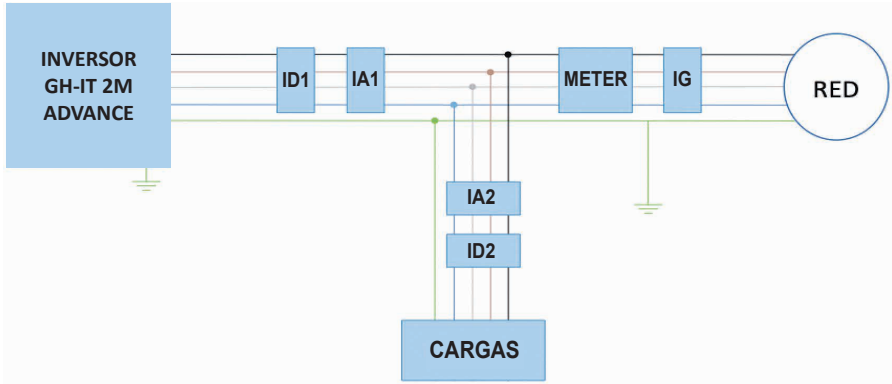 INVERSOR
GH-IT 2M
ADVANCE
ID1
IA1
METER
IG
RED
IA2
ID2
CARGAS